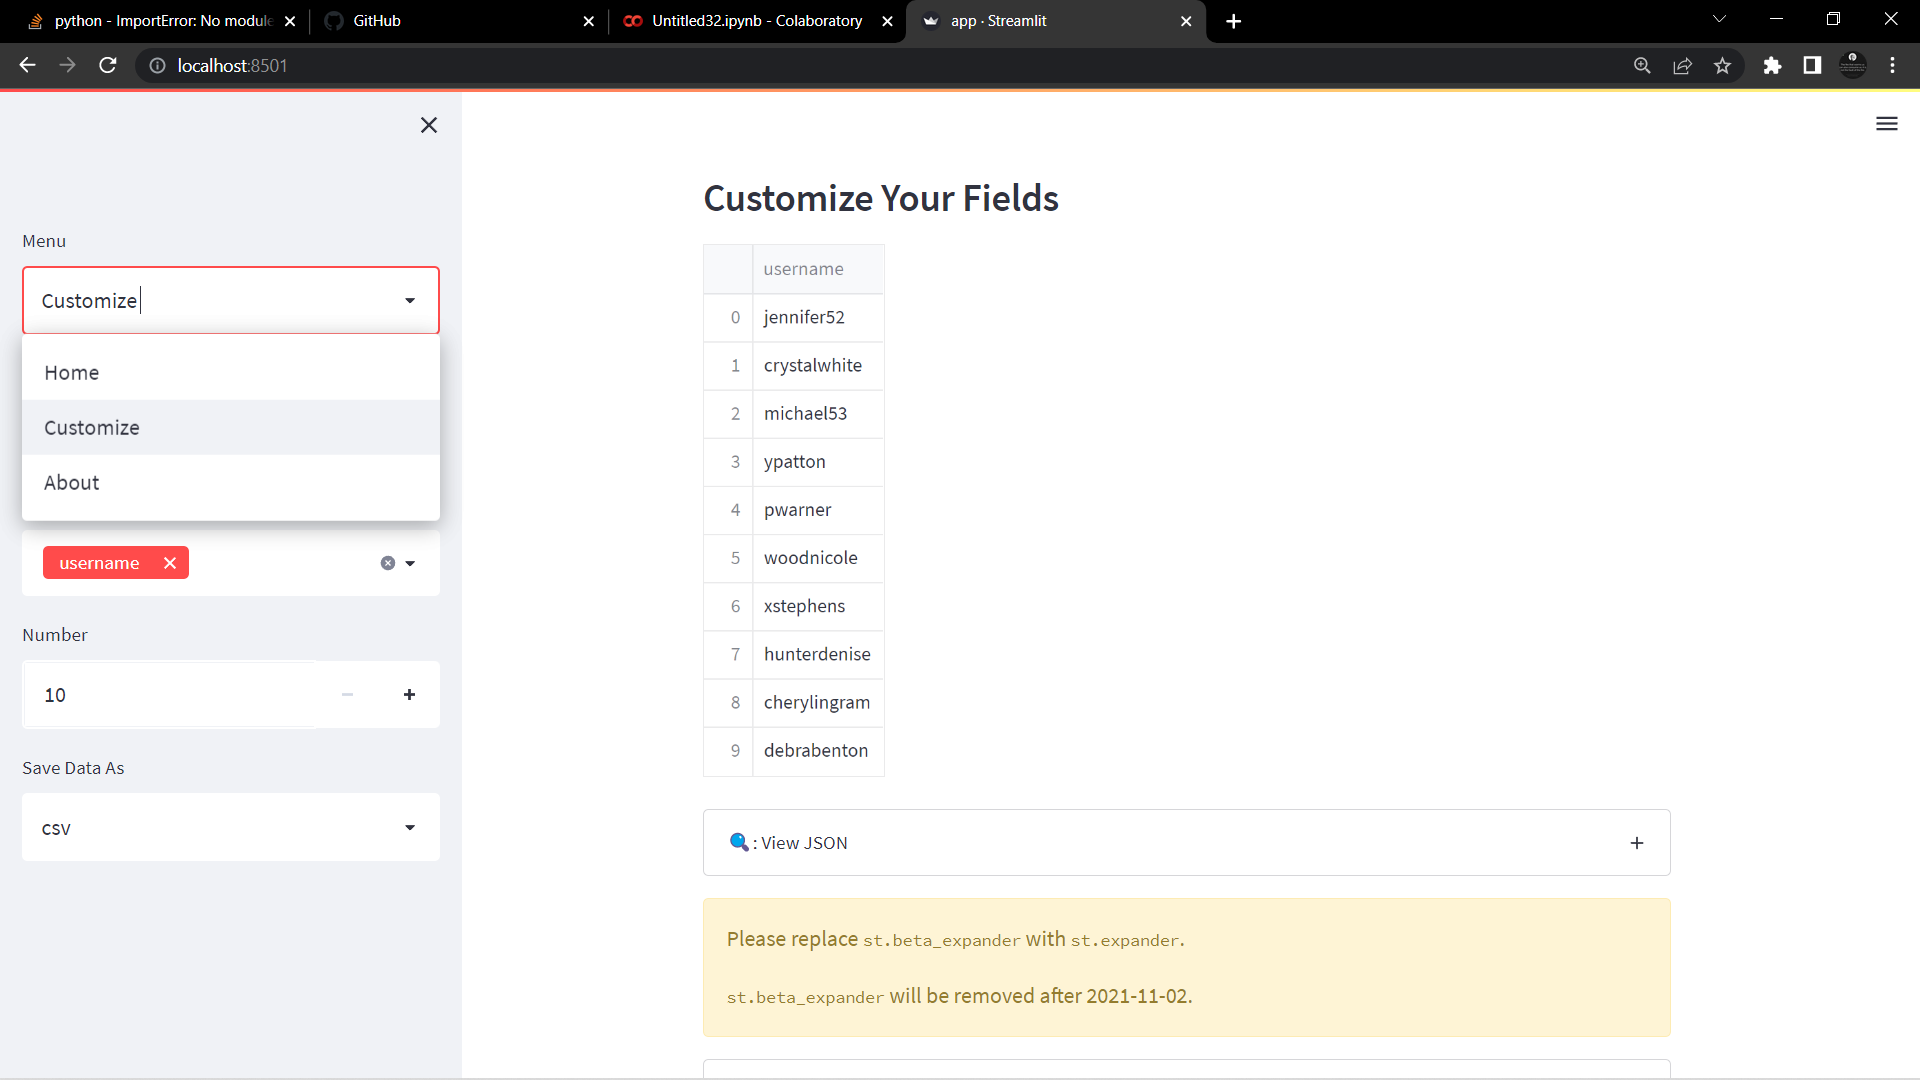 python - ImportError: No module
GitHub
Untitled32.ipynb - Colaboratory
app · Streamlit
localhost:8501
Menu
Customize
Home
Customize
About
username
Number
10
Save Data As
csv
Customize Your Fields
username
0 jennifer52
1 crystalwhite
2 michael53
3 ypatton
4 pwarner
5 woodnicole
6 xstephens
7 hunterdenise
8 cherylingram
9 debrabenton
: View JSON
Please replace st.beta_expander with st.expander.
st.beta_expander will be removed after 2021-11-02.